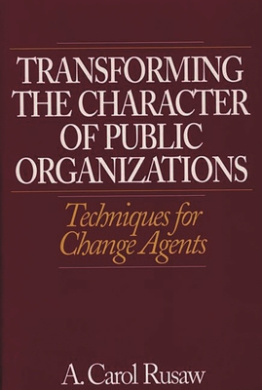 TRANSFORMING
THE CHARACTER
OF PUBLIC
ORGANIZATIONS
Techniques for
Change Agents
A. Carol Rusaw